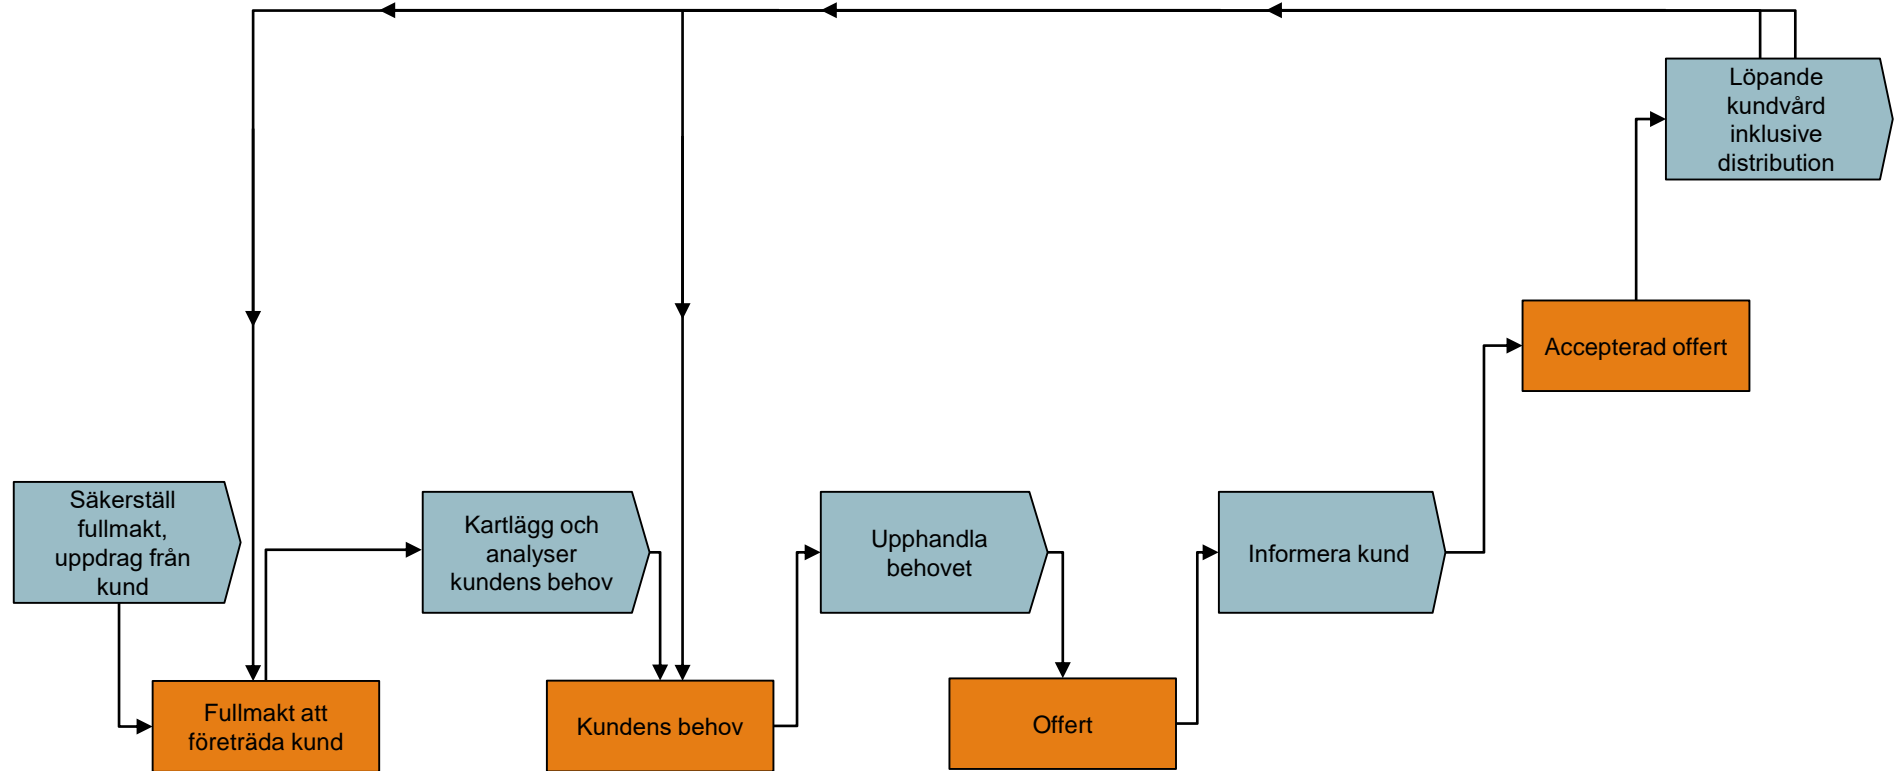 Löpande
kundvård
inklusive
distribution
Accepterad offert
Säkerställ
fullmakt,
uppdrag från
kund
Kartlägg och
analyser
kundens behov
Upphandla
behovet
Informera kund
Fullmakt att
företräda kund
Kundens behov
Offert